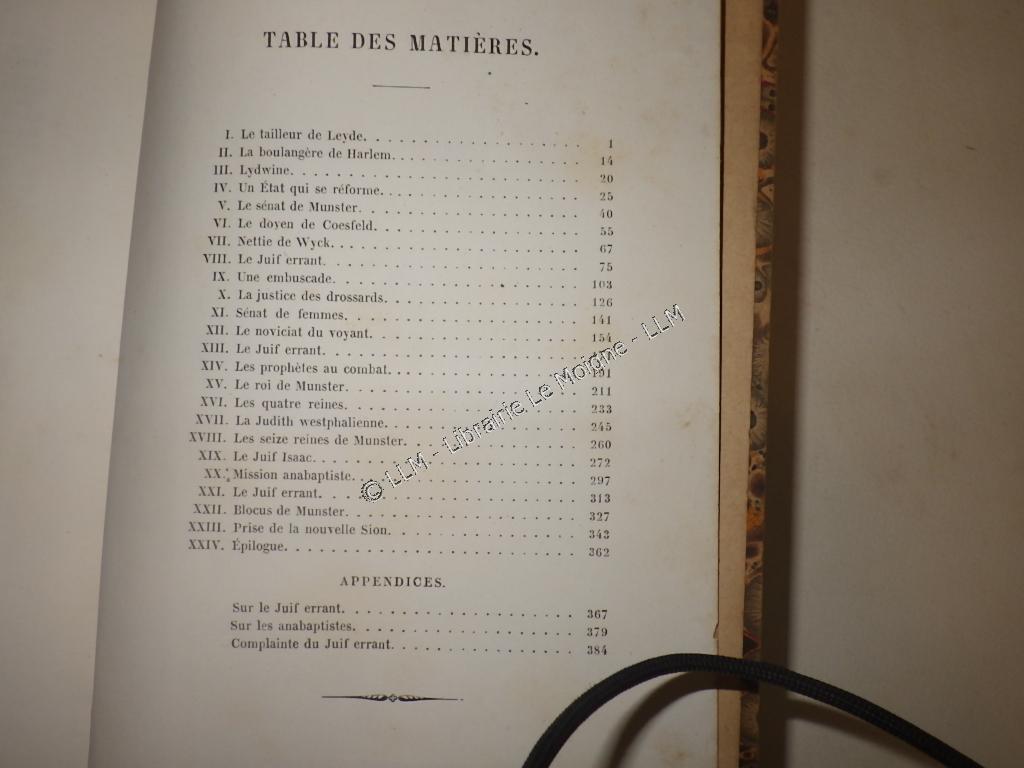 TABLE DES MATIÈRES.
I. Le tailleur de Leyde. . . . . . . . . . . . . . . . . . 1
II. La boulangère de Harlem. . . . . . . . . . . . . . . . 14
III. Lydwine. . . . . . . . . . . . . . . . . . . . . . . . 20
IV. Un État qui se réforme. . . . . . . . . . . . . . . . . 25
V. Le sénat de Munster. . . . . . . . . . . . . . . . . . . 40
VI. Le doyen de Coesfeld. . . . . . . . . . . . . . . . . . 55
VII. Nettie de Wyck. . . . . . . . . . . . . . . . . . . . 67
VIII. Le Juif errant. . . . . . . . . . . . . . . . . . . . 75
IX. Une embuscade. . . . . . . . . . . . . . . . . . . . . 103
X. La justice des drossards. . . . . . . . . . . . . . . . 126
XI. Sénat de femmes. . . . . . . . . . . . . . . . . . . . 141
XII. Le noviciat du voyant. . . . . . . . . . . . . . . . . 154
XIII. Le Juif errant. . . . . . . . . . . . . . . . . . . .
XIV. Les prophètes au combat. . . . . . . . . . . . . . . . 191
XV. Le roi de Munster. . . . . . . . . . . . . . . . . . . 211
XVI. Les quatre reines. . . . . . . . . . . . . . . . . . . 233
XVII. La Judith westphalienne. . . . . . . . . . . . . . . 245
XVIII. Les seize reines de Munster. . . . . . . . . . . . . 260
XIX. Le Juif Isaac. . . . . . . . . . . . . . . . . . . . . 272
XX. Mission anabaptiste. . . . . . . . . . . . . . . . . . 297
XXI. Le Juif errant. . . . . . . . . . . . . . . . . . . . 313
XXII. Blocus de Munster. . . . . . . . . . . . . . . . . . 327
XXIII. Prise de la nouvelle Sion. . . . . . . . . . . . . . 343
XXIV. Épilogue. . . . . . . . . . . . . . . . . . . . . . . 362
APPENDICES.
Sur le Juif errant. . . . . . . . . . . . . . . . . . . . . 367
Sur les anabaptistes. . . . . . . . . . . . . . . . . . . . 379
Complainte du Juif errant. . . . . . . . . . . . . . . . . 384
© LLM - Librairie Le Moigne - LLM